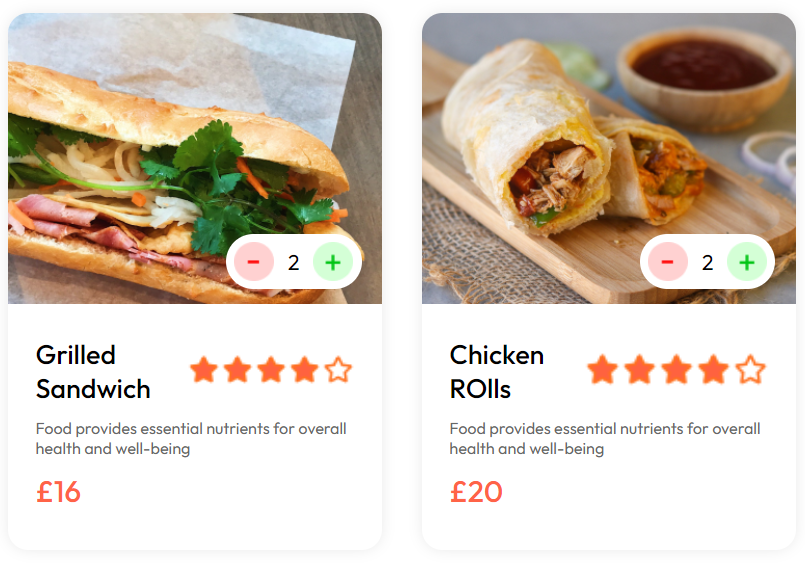 2
Grilled
Sandwich
Food provides essential nutrients for overall
health and well-being
£16
2
Chicken
ROlls
Food provides essential nutrients for overall
health and well-being
£20